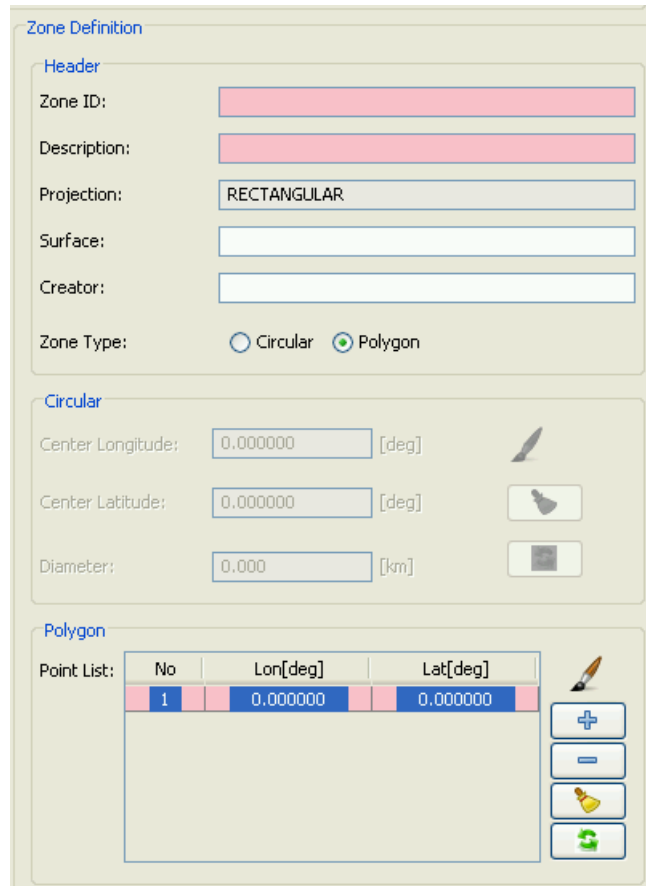 Zone Definition
Header
Zone ID:
Description:
Projection: RECTANGULAR
Surface:
Creator:
Zone Type: Circular Polygon
Circular
Center Longitude: 0.000000 [deg]
Center Latitude: 0.000000 [deg]
Diameter: 0.000 [km]
Polygon
Point List: No Lon[deg] Lat[deg]
1 0.000000 0.000000